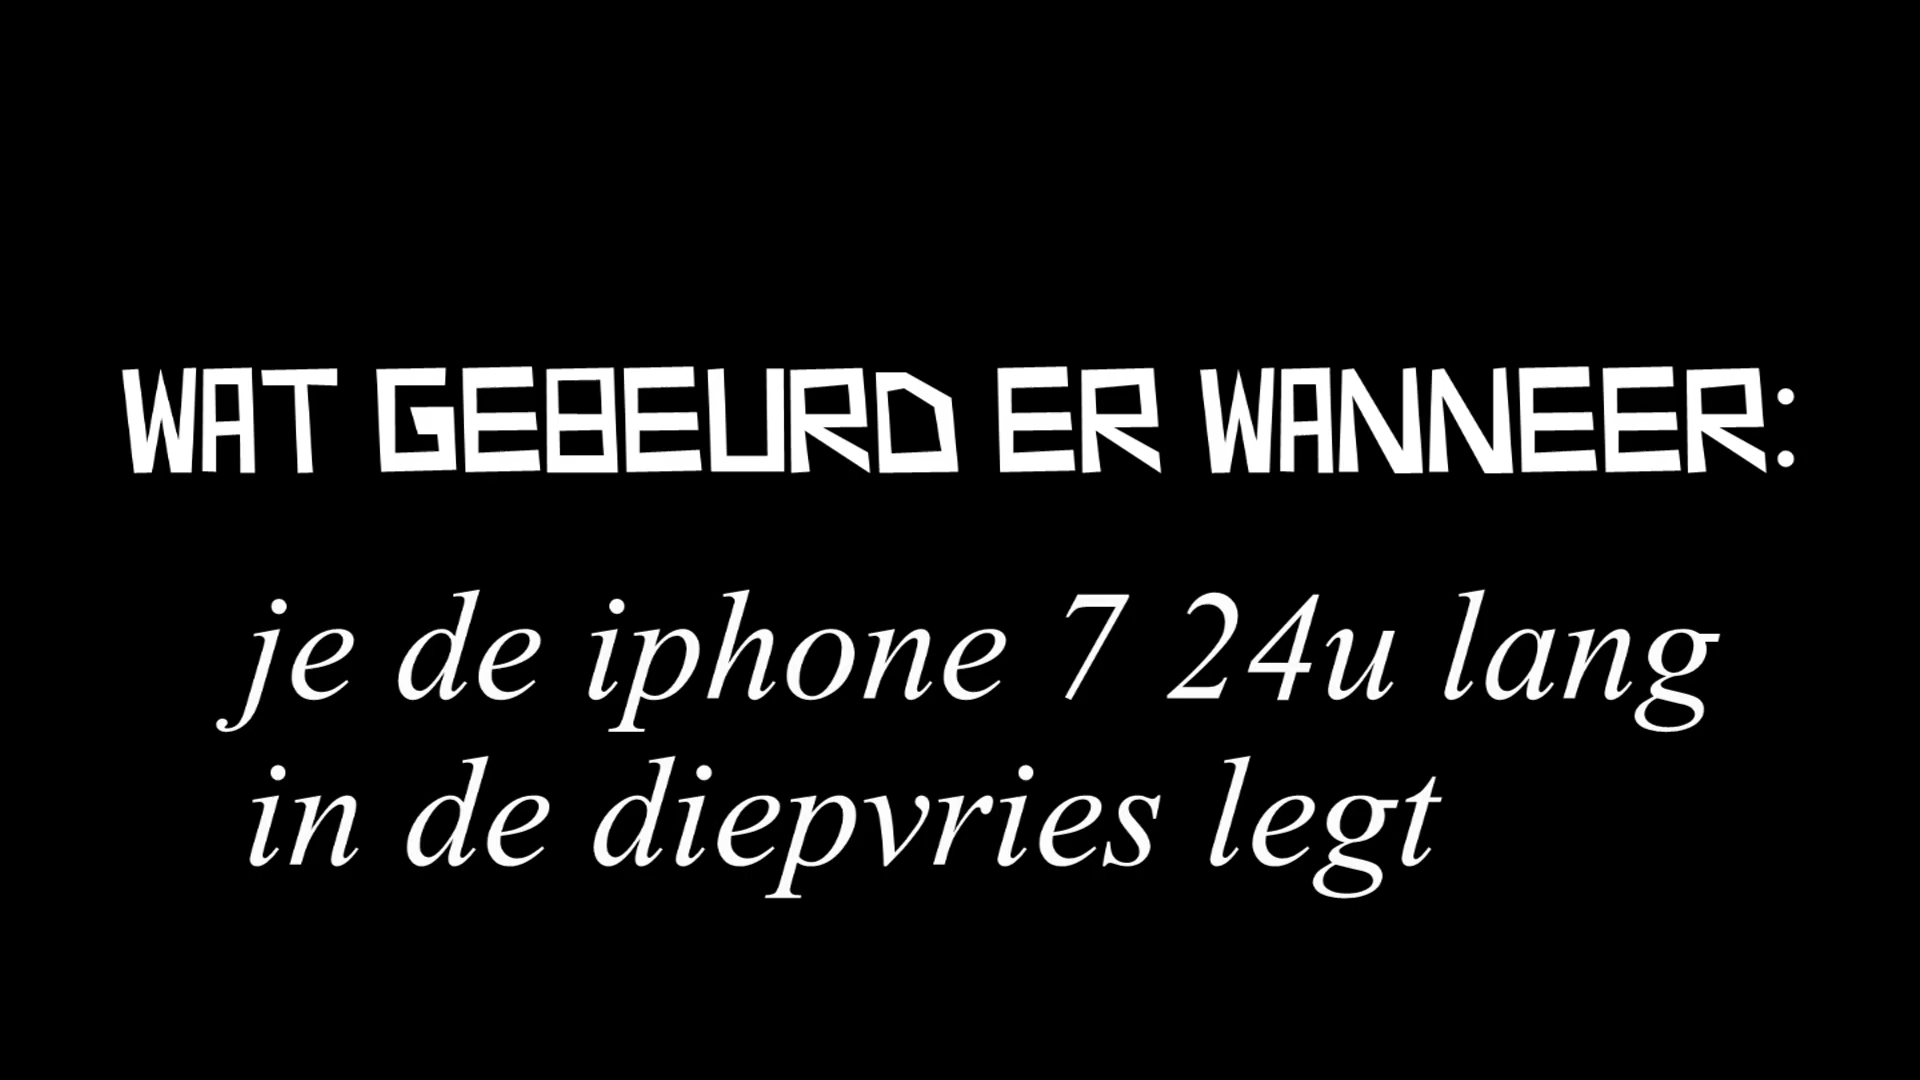 WAT GEBEURD ER WANNEER:
je de iphone 7 24u lang
in de diepvries legt